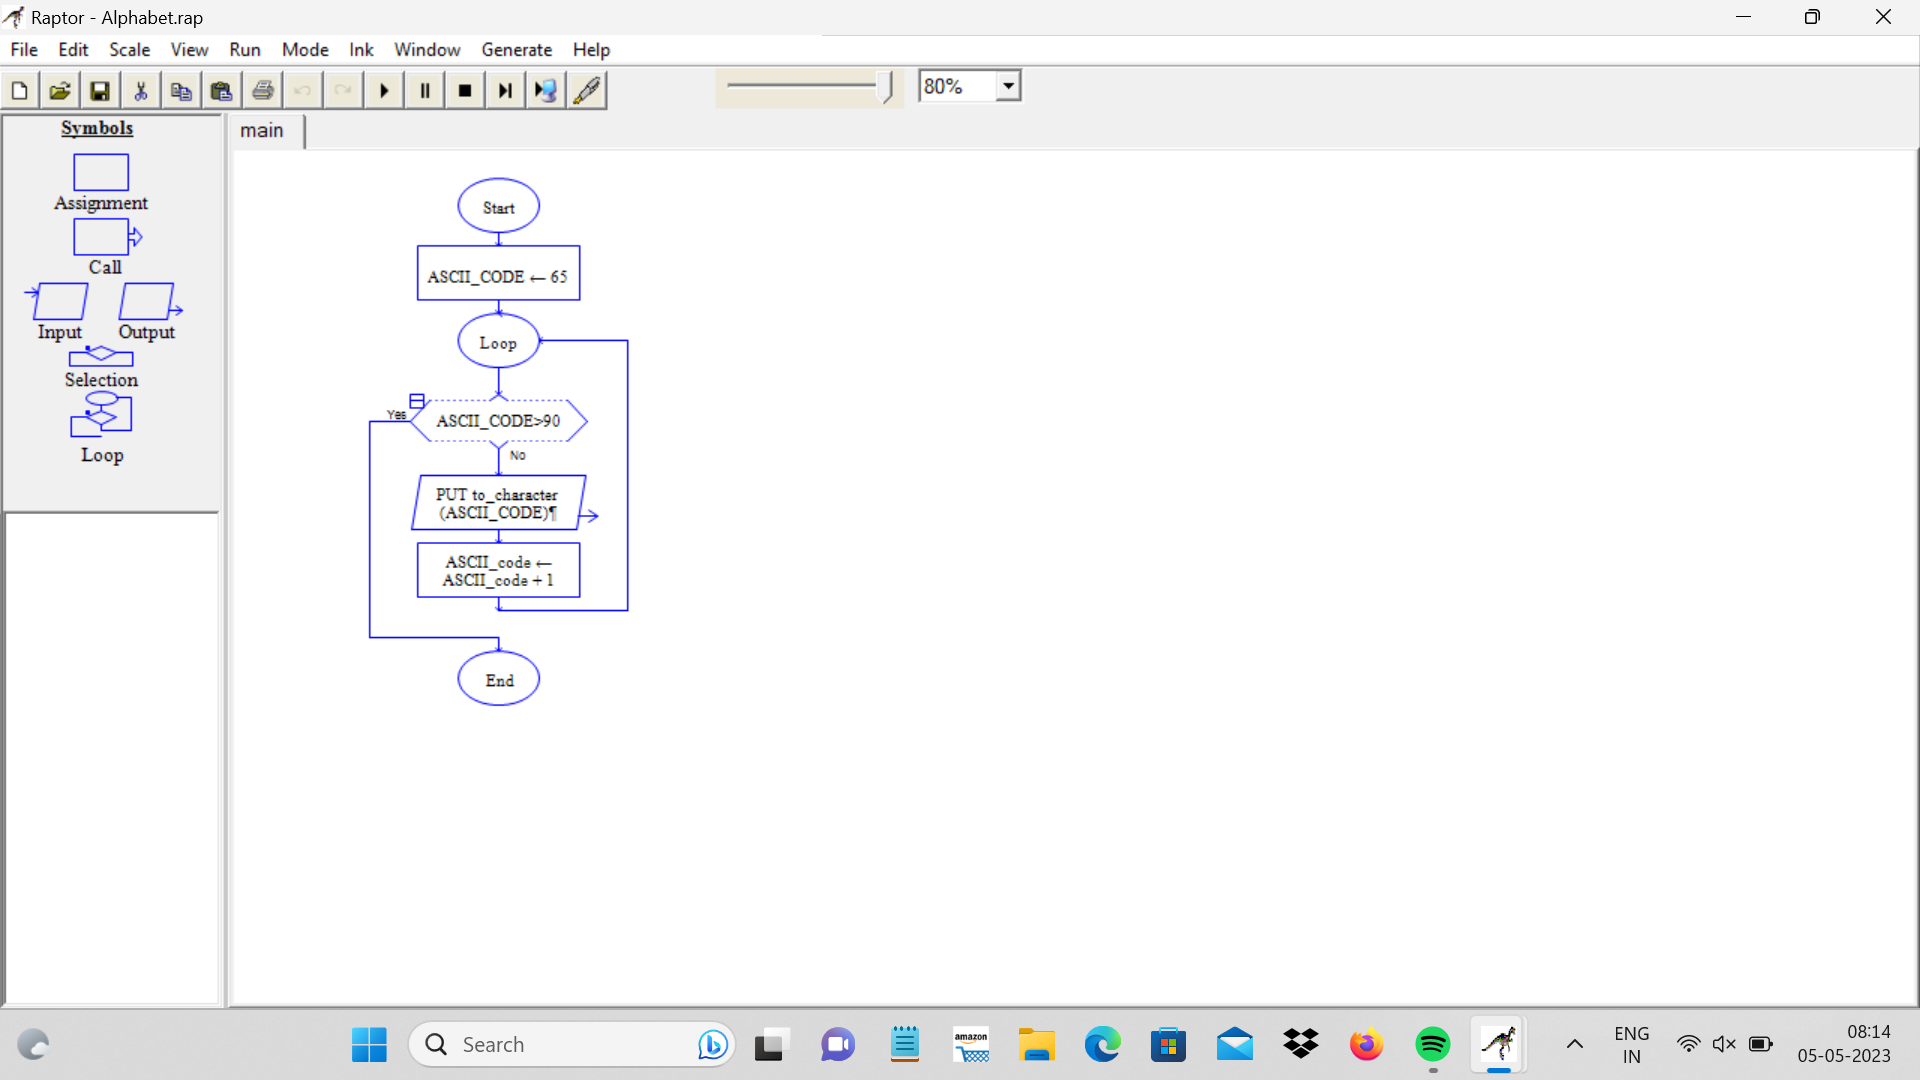 Raptor - Alphabet.rap
File Edit Scale View Run Mode Ink Window Generate Help
80%
Symbols
Assignment
Call
Input Output
Selection
Loop
main
Start
ASCII_CODE ← 65
Loop
Yes
ASCII_CODE>90
No
PUT to_character
(ASCII_CODE)¶
ASCII_code ←
ASCII_code + 1
End
Search
amazon
ENG
IN
08:14
05-05-2023